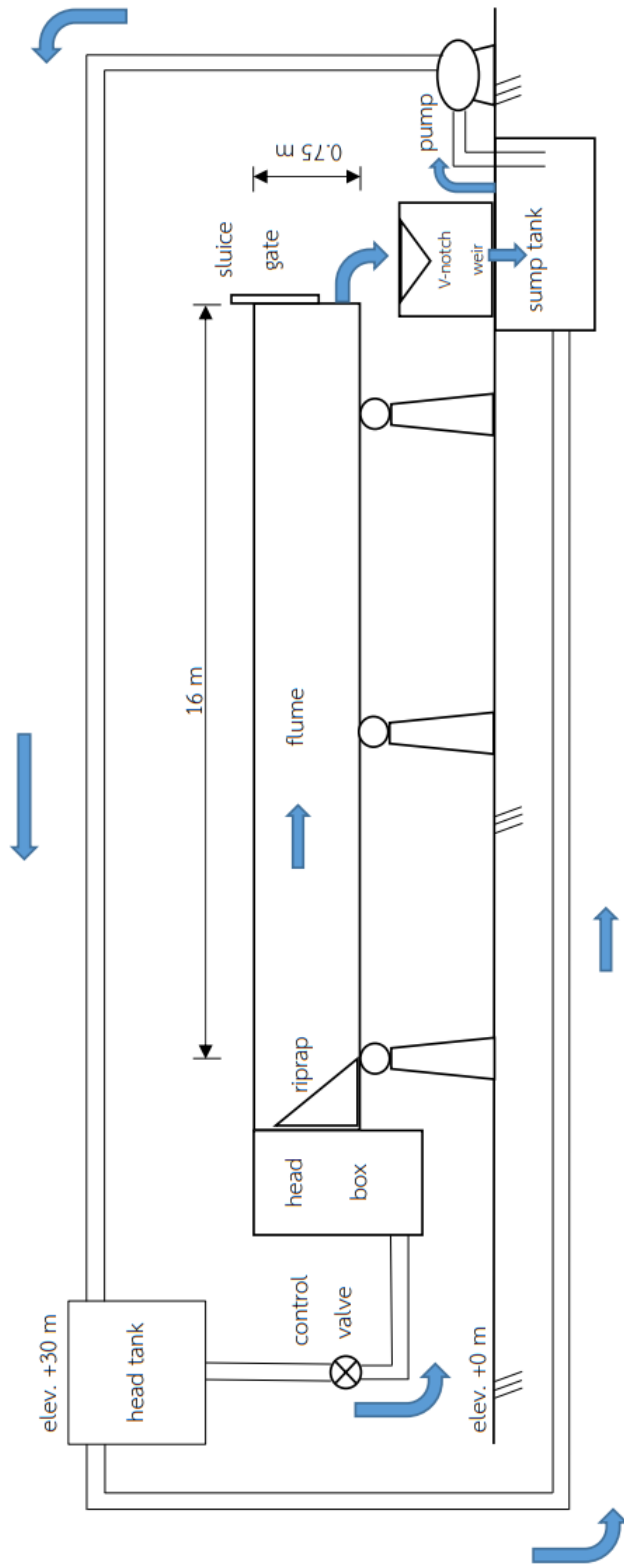 elev. +30 m
head tank
control
valve
elev. +0 m
head
box
riprap
16 m
flume
sluice
gate
0.75 m
V-notch
weir
pump
sump tank